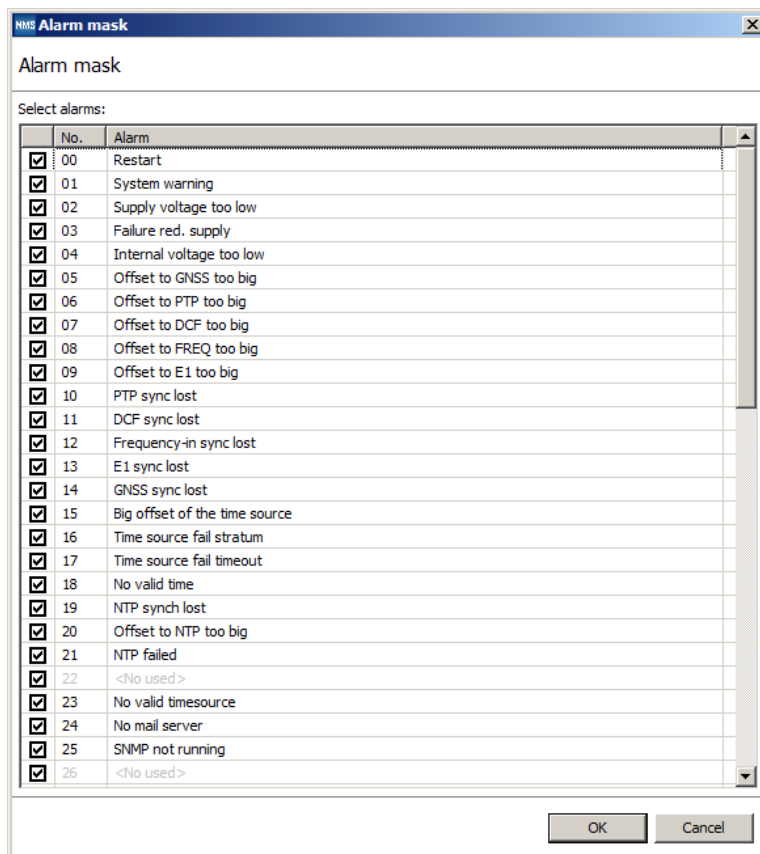 NMS Alarm mask
Alarm mask
Select alarms:
No. Alarm
00 Restart
01 System warning
02 Supply voltage too low
03 Failure red. supply
04 Internal voltage too low
05 Offset to GNSS too big
06 Offset to PTP too big
07 Offset to DCF too big
08 Offset to FREQ too big
09 Offset to E1 too big
10 PTP sync lost
11 DCF sync lost
12 Frequency-in sync lost
13 E1 sync lost
14 GNSS sync lost
15 Big offset of the time source
16 Time source fail stratum
17 Time source fail timeout
18 No valid time
19 NTP synch lost
20 Offset to NTP too big
21 NTP failed
22 <No used>
23 No valid timesource
24 No mail server
25 SNMP not running
26 <No used>
OK Cancel